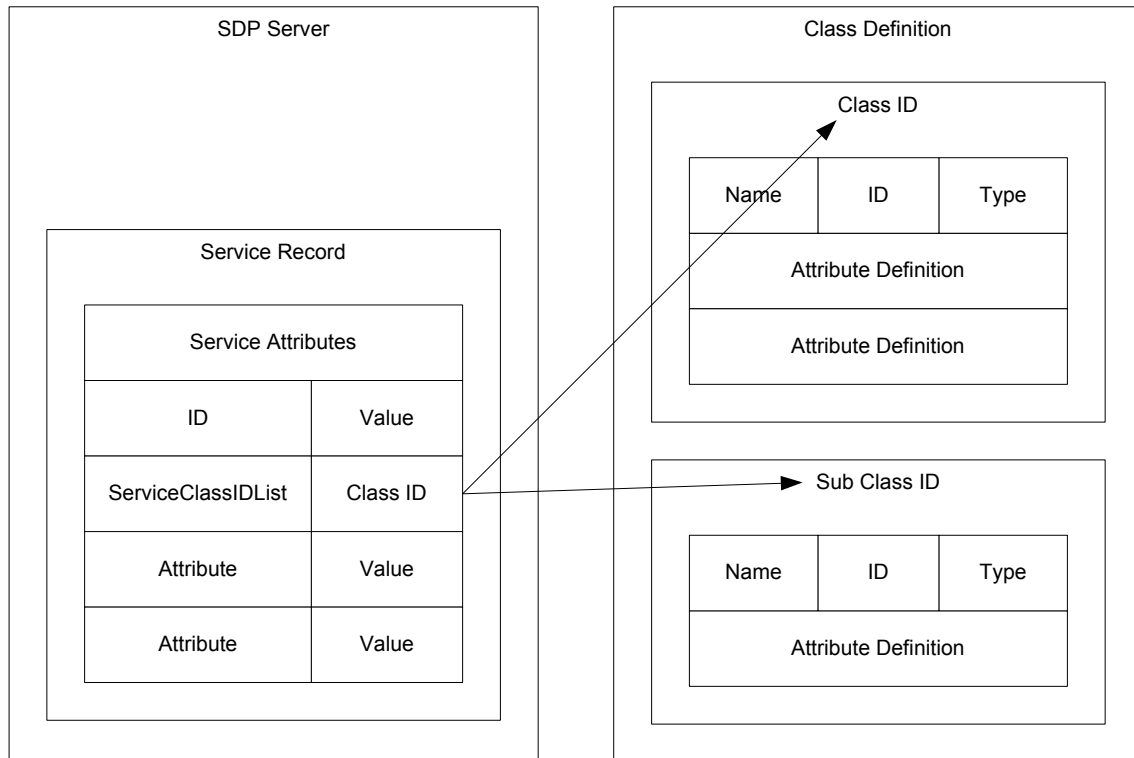 SDP Server
Service Record
Service Attributes
ID Value
ServiceClassIDList Class ID
Attribute Value
Attribute Value
Class Definition
Class ID
Name ID Type
Attribute Definition
Attribute Definition
Sub Class ID
Name ID Type
Attribute Definition